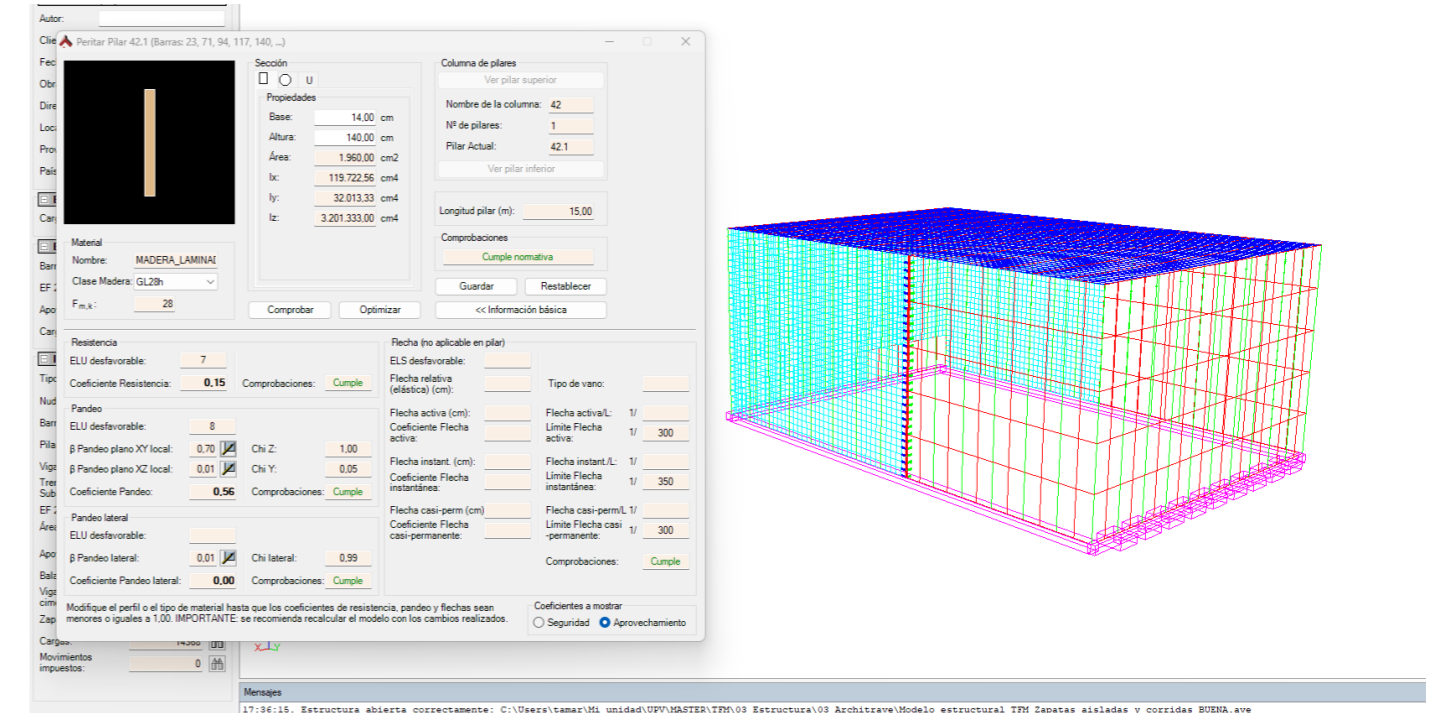 Autor:
Peritar Pilar 42.1 (Barras: 23, 71, 94, 117, 140, ...)
Sección
U
Propiedades
Base: 14,00 cm
Altura: 140,00 cm
Área: 1.960,00 cm2
Ix: 119.722,56 cm4
Iy: 32.013,33 cm4
Iz: 3.201.333,00 cm4
Columna de pilares
Ver pilar superior
Nombre de la columna: 42
Nº de pilares: 1
Pilar Actual: 42.1
Ver pilar inferior
Longitud pilar (m): 15,00
Comprobaciones
Cumple normativa
Guardar Restablecer
Comprobar Optimizar << Información básica
Material
Nombre: MADERA_LAMINAD
Clase Madera: GL28h
Fm,k: 28
Resistencia
ELU desfavorable: 7
Coeficiente Resistencia: 0,15 Comprobaciones: Cumple
Pandeo
ELU desfavorable: 8
β Pandeo plano XY local: 0,70 Chi Z: 1,00
β Pandeo plano XZ local: 0,01 Chi Y: 0,05
Coeficiente Pandeo: 0,56 Comprobaciones: Cumple
Pandeo lateral
ELU desfavorable:
β Pandeo lateral: 0,01 Chi lateral: 0,99
Coeficiente Pandeo lateral: 0,00 Comprobaciones: Cumple
Flecha (no aplicable en pilar)
ELS desfavorable:
Flecha relativa
(elástica) (cm): Tipo de vano:
Flecha activa (cm): Flecha activa/L: 1/
Coeficiente Flecha
activa: Límite Flecha
activa: 1/ 300
Flecha instant. (cm): Flecha instant./L: 1/
Coeficiente Flecha
instantánea: Límite Flecha
instantánea: 1/ 350
Flecha casi-perm (cm) Flecha casi-perm/L 1/
Coeficiente Flecha
casi-permanente: Límite Flecha casi
-permanente: 1/ 300
Comprobaciones: Cumple
Modifique el perfil o el tipo de material hasta que los coeficientes de resistencia, pandeo y flechas sean
menores o iguales a 1,00. IMPORTANTE: se recomienda recalcular el modelo con los cambios realizados.
Coeficientes a mostrar
Seguridad Aprovechamiento
Cargas:
Movimientos
impuestos: 0
X Y
Mensajes
17:36:15. Estructura abierta correctamente: C:\Users\tamar\Mi unidad\UPV\MASTER\TFM\03 Estructura\03 Architrave\Modelo estructural TFM Zapatas aisladas y corridas BUENA.ave